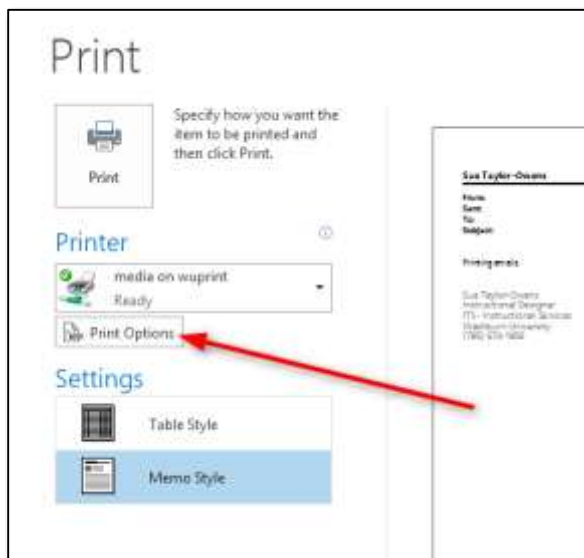 Print
Specify how you want the
item to be printed and
then click Print.
Print
Printer
media on wuprint
Ready
Print Options
Settings
Table Style
Memo Style
Sue Taylor-Owens
From:
Sent:
To:
Subject:
Printing emails
Sue Taylor-Owens
Instructional Designer
ITS - Instructional Services
Washburn University